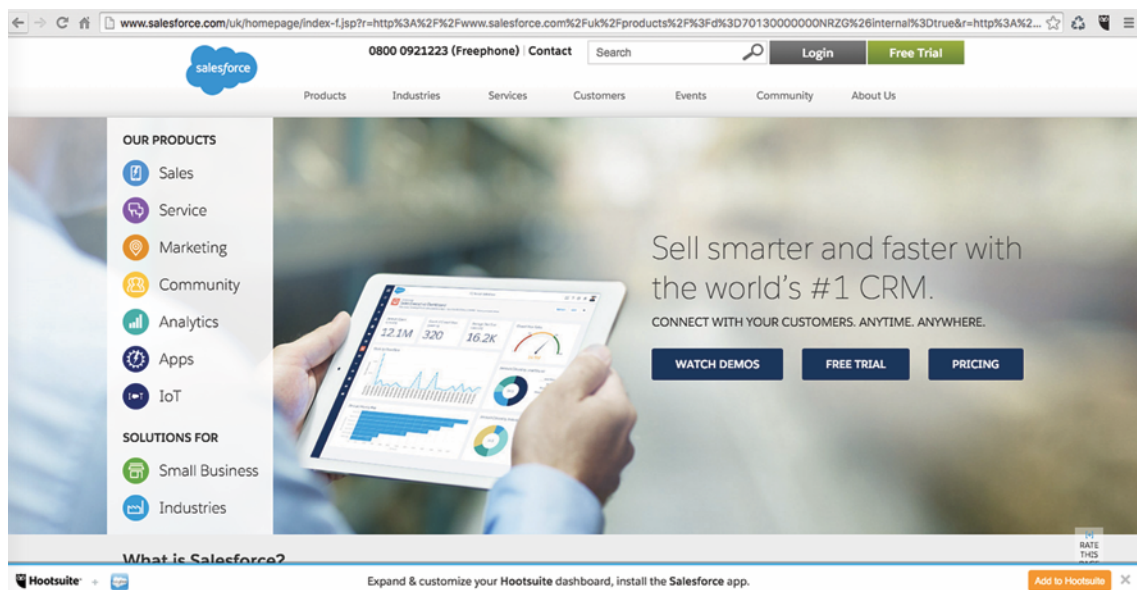 www.salesforce.com/uk/homepage/index-f.jsp?r=http%3A%2F%2Fwww.salesforce.com%2Fuk%2Fproducts%2F%3Fd%3D70130000000NRZG%26internal%3Dtrue&r=http%3A%2...
0800 0921223 (Freephone) | Contact
Search
Login
Free Trial
salesforce
Products Industries Services Customers Events Community About Us
OUR PRODUCTS
Sales
Service
Marketing
Community
Analytics
Apps
IoT
SOLUTIONS FOR
Small Business
Industries
12.1M 320 16.2K
Sell smarter and faster with
the world's #1 CRM.
CONNECT WITH YOUR CUSTOMERS. ANYTIME. ANYWHERE.
WATCH DEMOS FREE TRIAL PRICING
What is Salesforce?
[+]
RATE
THIS
Hootsuite + Expand & customize your Hootsuite dashboard, install the Salesforce app. Add to Hootsuite